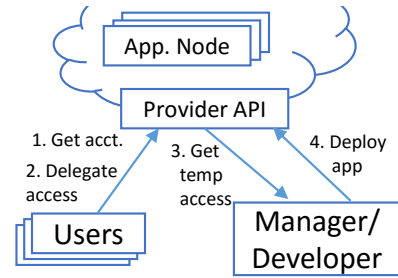 App. Node
Provider API
1. Get acct.
2. Delegate
access
3. Get
temp
access
4. Deploy
app
Users
Manager/
Developer